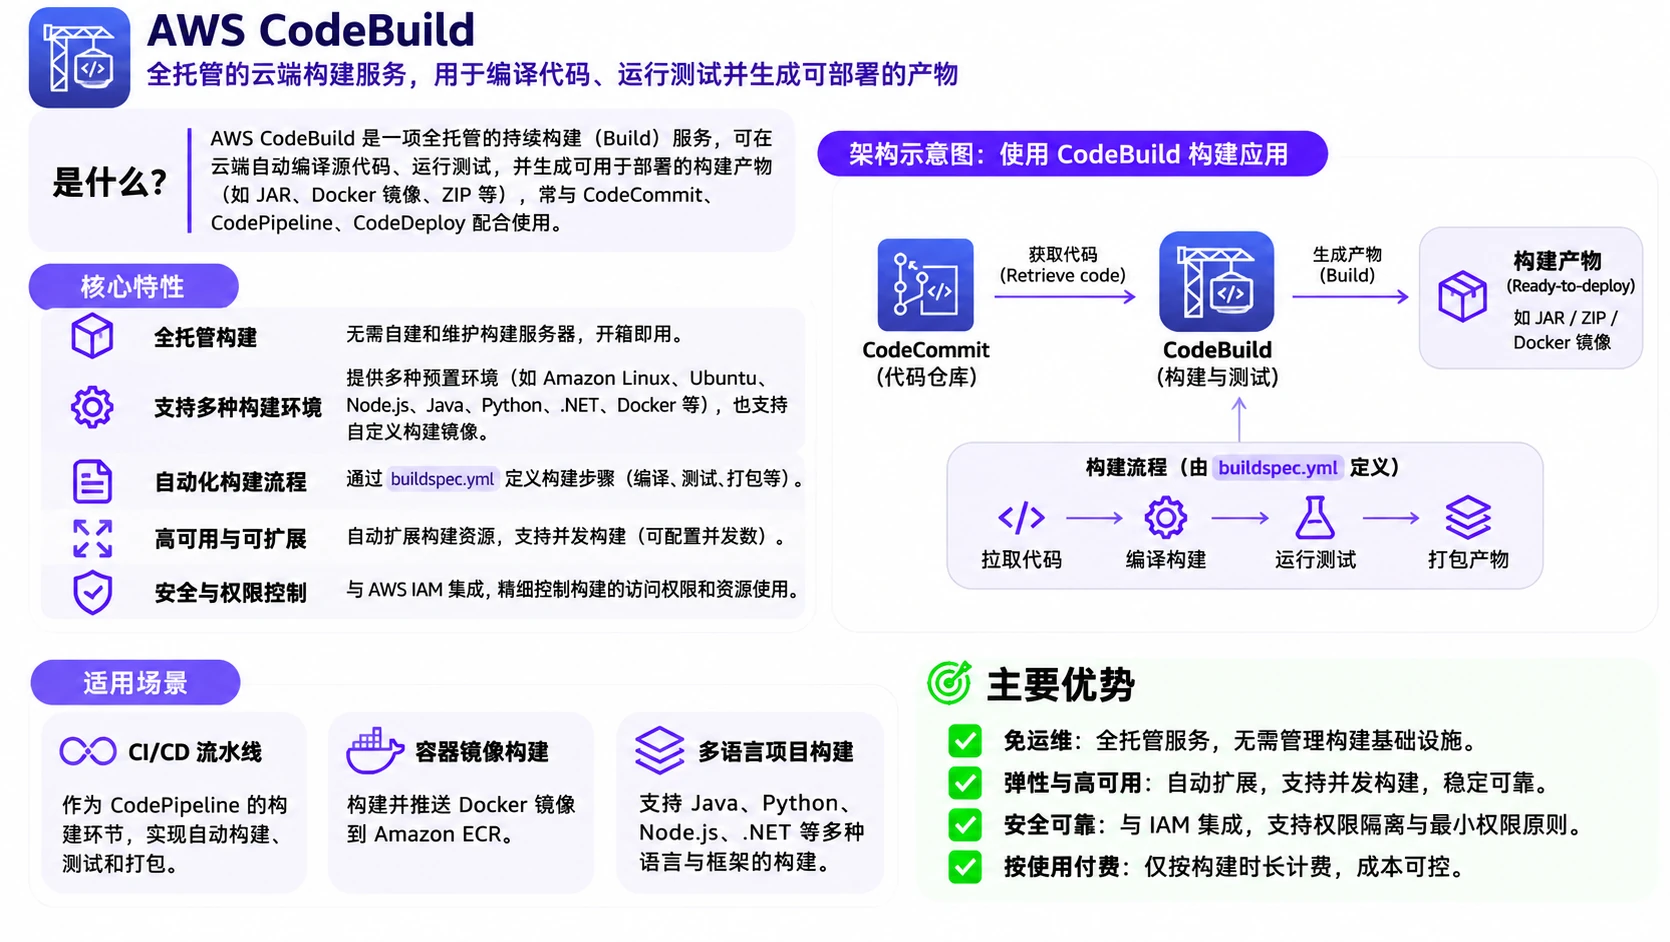 AWS CodeBuild
全托管的云端构建服务，用于编译代码、运行测试并生成可部署的产物
是什么？
AWS CodeBuild 是一项全托管的持续构建（Build）服务，可在
云端自动编译源代码、运行测试，并生成可用于部署的构建产物
（如 JAR、Docker 镜像、ZIP 等），常与 CodeCommit、
CodePipeline、CodeDeploy 配合使用。
核心特性
全托管构建
无需自建和维护构建服务器，开箱即用。
支持多种构建环境
提供多种预置环境（如 Amazon Linux、Ubuntu、
Node.js、Java、Python、.NET、Docker 等），也支持
自定义构建镜像。
自动化构建流程
通过 buildspec.yml 定义构建步骤（编译、测试、打包等）。
高可用与可扩展
自动扩展构建资源，支持并发构建（可配置并发数）。
安全与权限控制
与 AWS IAM 集成，精细控制构建的访问权限和资源使用。
架构示意图：使用 CodeBuild 构建应用
获取代码
(Retrieve code)
生成产物
(Build)
CodeCommit
（代码仓库）
CodeBuild
（构建与测试）
构建产物
(Ready-to-deploy)
如 JAR / ZIP /
Docker 镜像
构建流程（由 buildspec.yml 定义）
拉取代码
编译构建
运行测试
打包产物
适用场景
CI/CD 流水线
作为 CodePipeline 的构
建环节，实现自动构建、
测试和打包。
容器镜像构建
构建并推送 Docker 镜像
到 Amazon ECR。
多语言项目构建
支持 Java、Python、
Node.js、.NET 等多种
语言与框架的构建。
主要优势
免运维：全托管服务，无需管理构建基础设施。
弹性与高可用：自动扩展，支持并发构建，稳定可靠。
安全可靠：与 IAM 集成，支持权限隔离与最小权限原则。
按使用付费：仅按构建时长计费，成本可控。